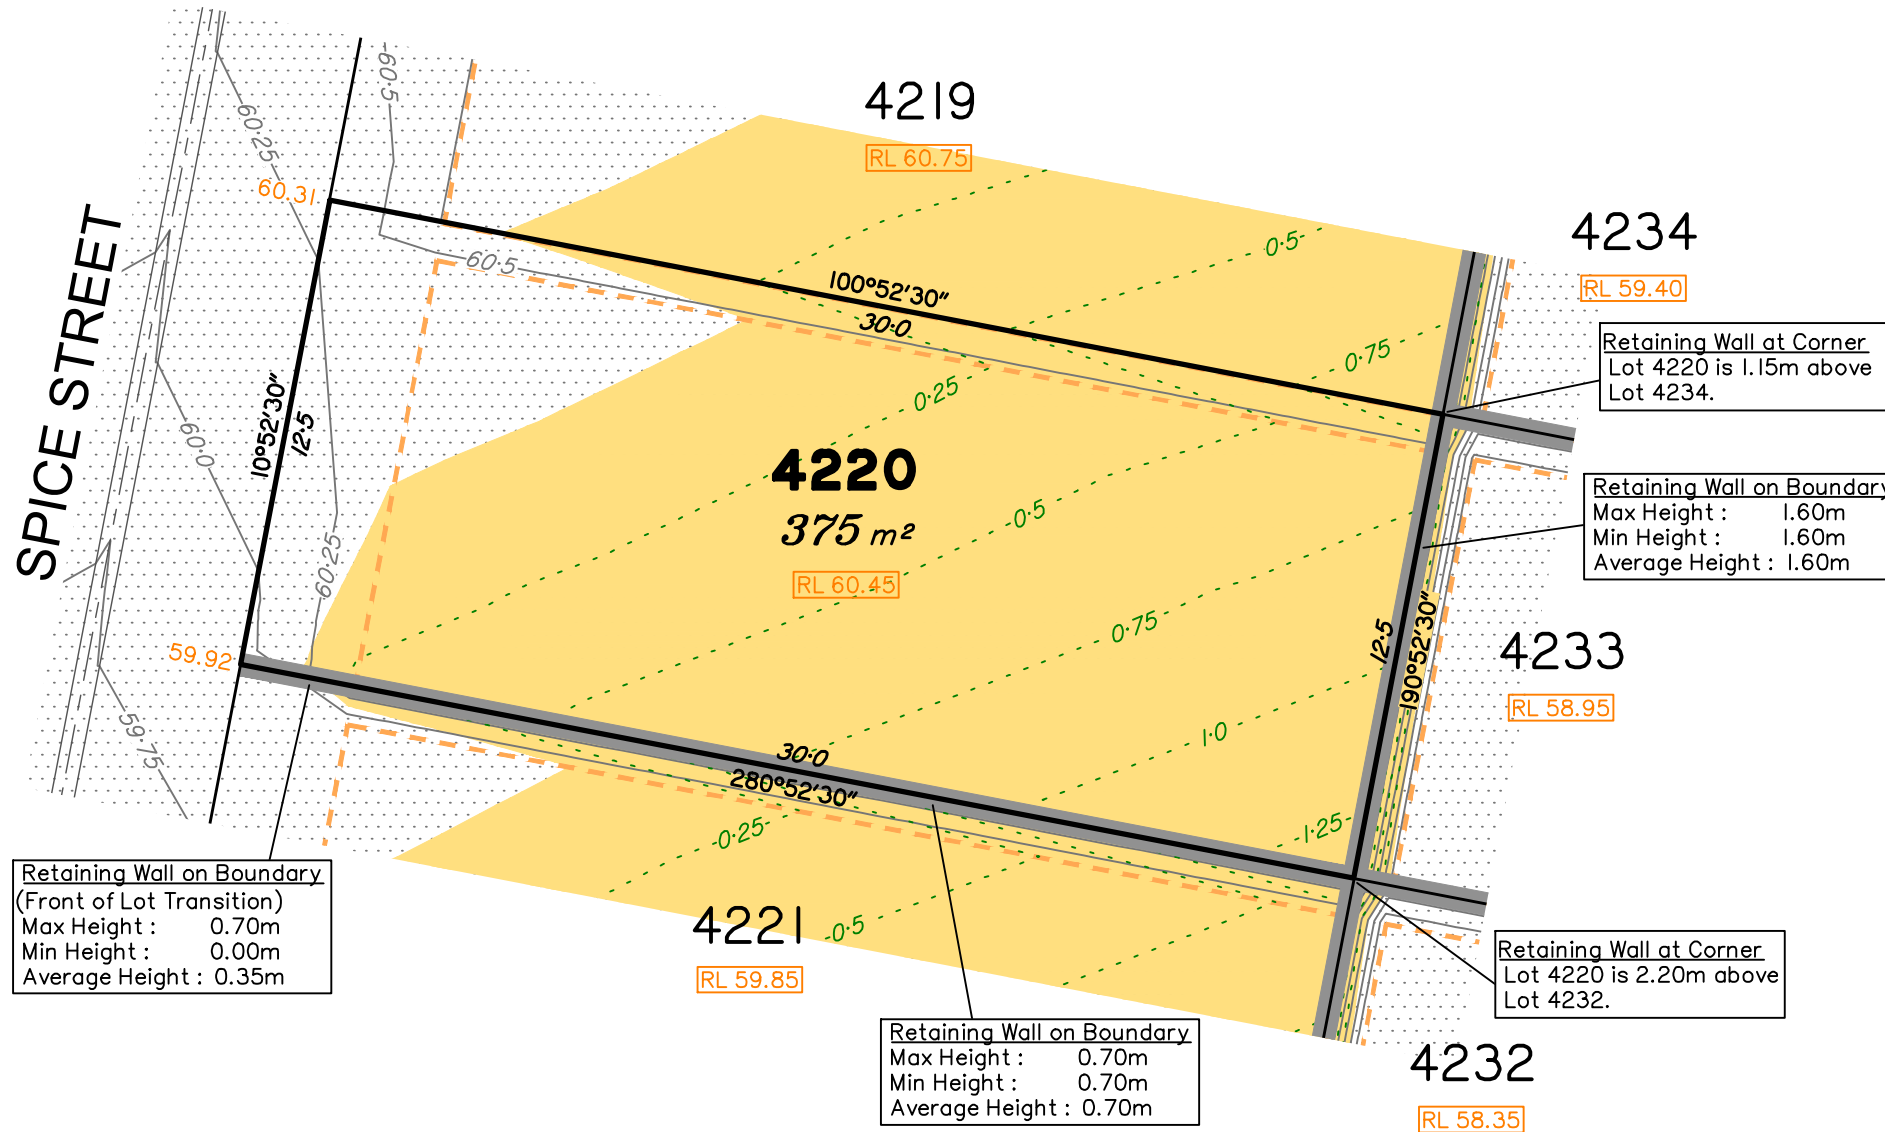 4219
RL 60.75
60.5
60.25
60.31
4234
RL 59.40
SPICE STREET
60.5
0.5
100°52'30"
30.0
0.75
Retaining Wall at Corner
Lot 4220 is 1.15m above
Lot 4234.
0.25
10°52'30"
12.5
60.0
4220
375 m²
RL 60.45
0.5
Retaining Wall on Boundary
Max Height : 1.60m
Min Height : 1.60m
Average Height : 1.60m
60.25
0.75
12.5
190°52'30"
4233
RL 58.95
59.92
59.75
1.0
30.0
280°52'30"
0.25
1.25
Retaining Wall on Boundary
(Front of Lot Transition)
Max Height : 0.70m
Min Height : 0.00m
Average Height : 0.35m
4221
RL 59.85
0.5
Retaining Wall at Corner
Lot 4220 is 2.20m above
Lot 4232.
Retaining Wall on Boundary
Max Height : 0.70m
Min Height : 0.70m
Average Height : 0.70m
4232
RL 58.35